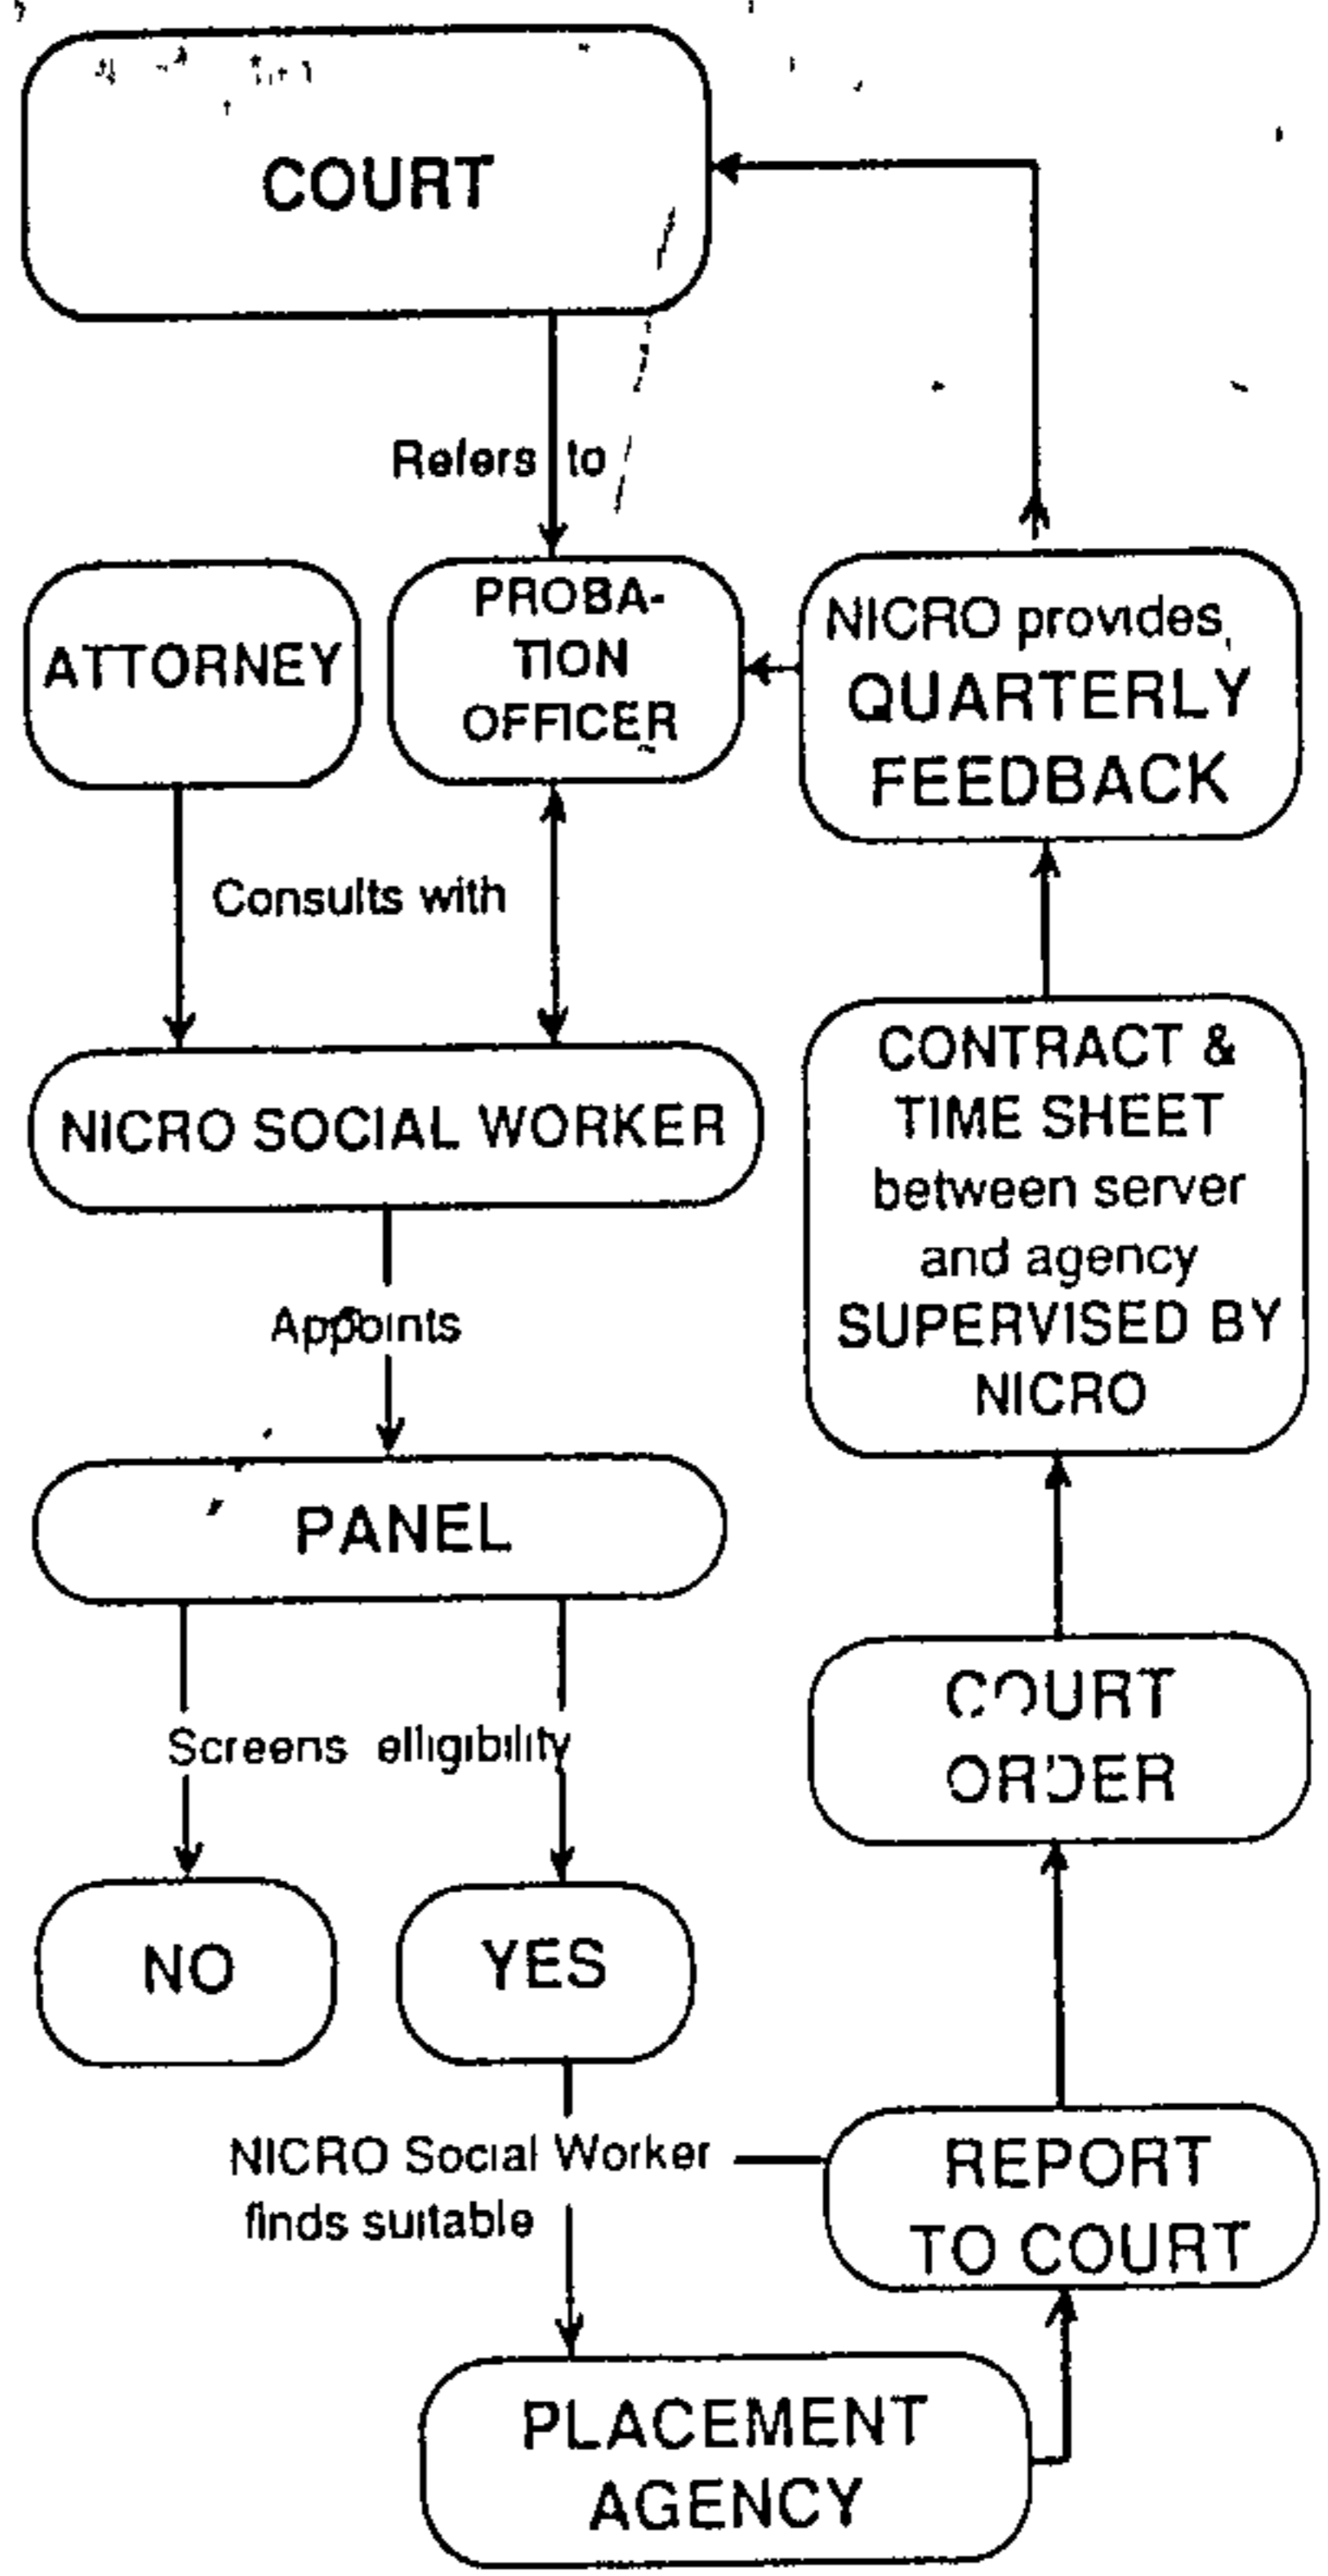 COURT
Refers to
ATTORNEY
PROBA-
TION
OFFICER
NICRO provides
QUARTERLY
FEEDBACK
Consults with
NICRO SOCIAL WORKER
CONTRACT &
TIME SHEET
between server
and agency
SUPERVISED BY
NICRO
Appoints
PANEL
Screens elligibility
COURT
ORDER
NO
YES
NICRO Social Worker
finds suitable
REPORT
TO COURT
PLACEMENT
AGENCY